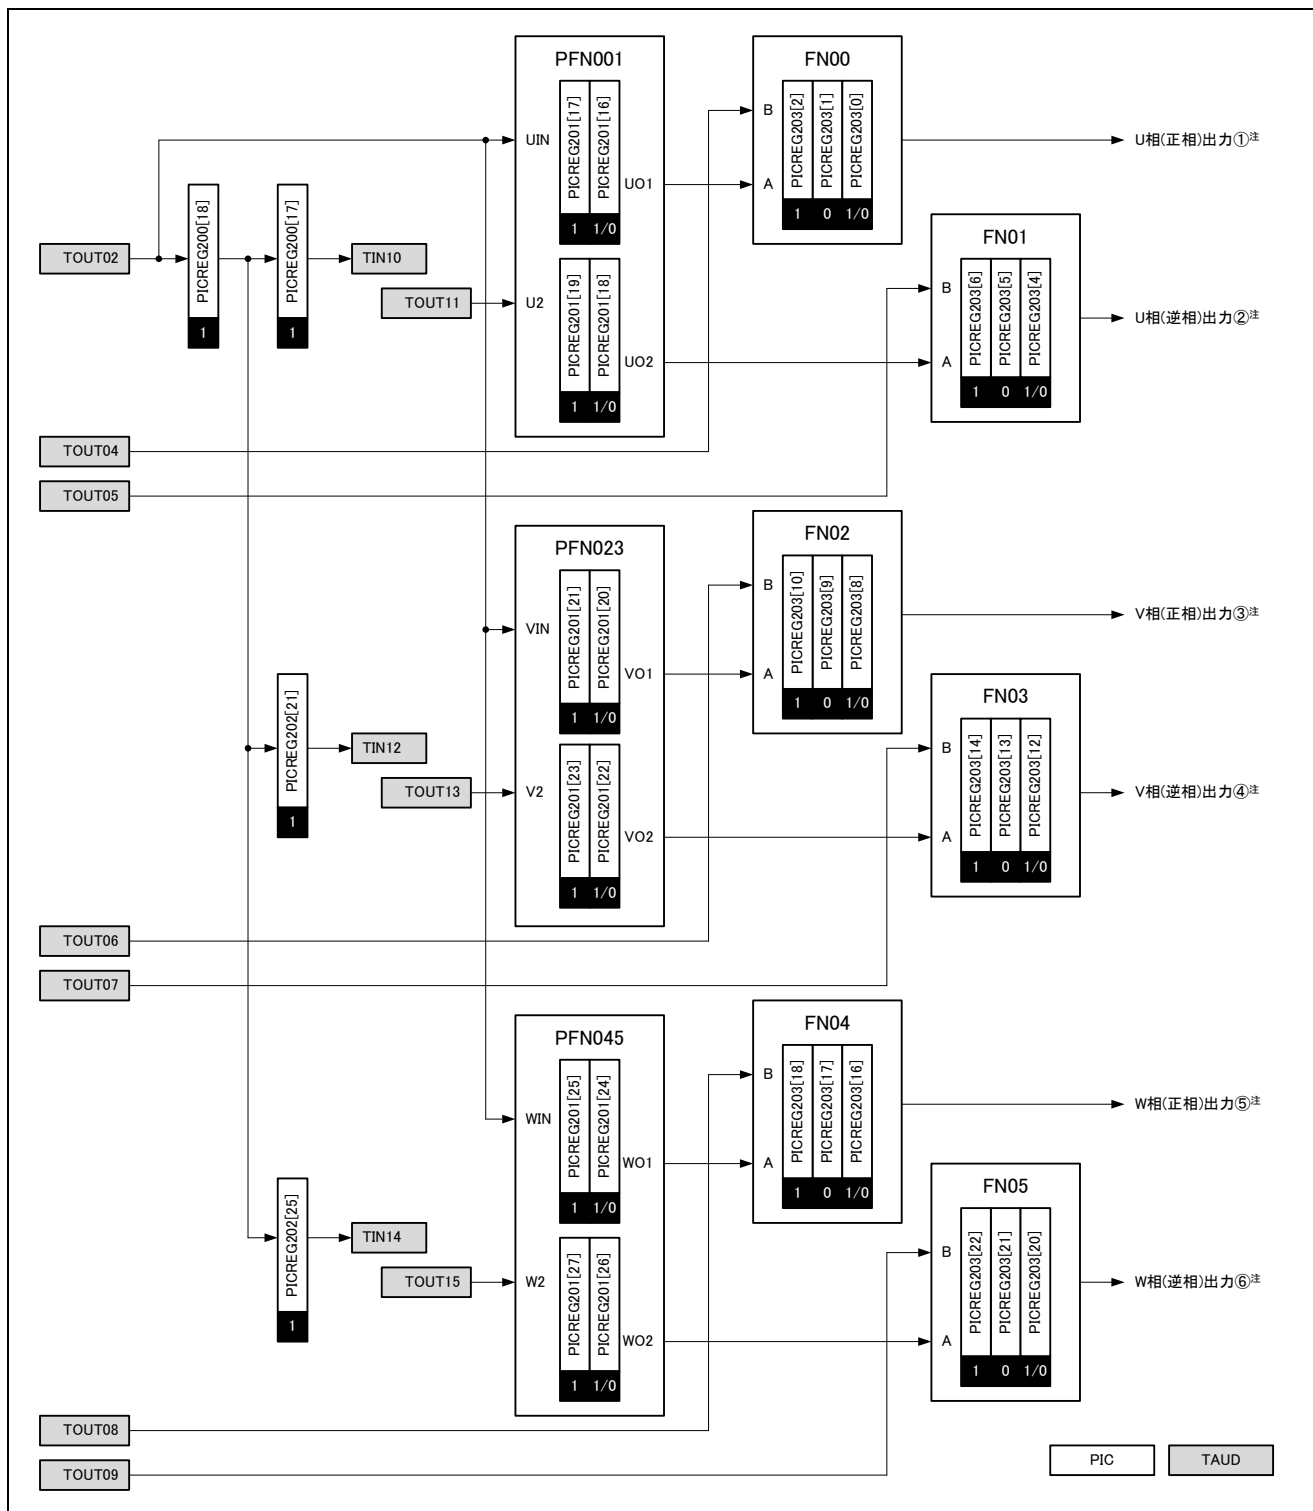 PFN001
PICREG201[17]
PICREG201[16]
UIN
UO1
1 1/0
PICREG201[19]
PICREG201[18]
U2
UO2
1 1/0
FN00
B
A
PICREG203[2]
PICREG203[1]
PICREG203[0]
1 0 1/0
U相(正相)出力①注
FN01
B
A
PICREG203[6]
PICREG203[5]
PICREG203[4]
1 0 1/0
U相(逆相)出力②注
TOUT02
PICREG200[18]
1
PICREG200[17]
1
TIN10
TOUT11
TOUT04
TOUT05
PFN023
PICREG201[21]
PICREG201[20]
VIN
VO1
1 1/0
PICREG201[23]
PICREG201[22]
V2
VO2
1 1/0
FN02
B
A
PICREG203[10]
PICREG203[9]
PICREG203[8]
1 0 1/0
V相(正相)出力③注
FN03
B
A
PICREG203[14]
PICREG203[13]
PICREG203[12]
1 0 1/0
V相(逆相)出力④注
PICREG202[21]
1
TIN12
TOUT13
TOUT06
TOUT07
PFN045
PICREG201[25]
PICREG201[24]
WIN
WO1
1 1/0
PICREG201[27]
PICREG201[26]
W2
WO2
1 1/0
FN04
B
A
PICREG203[18]
PICREG203[17]
PICREG203[16]
1 0 1/0
W相(正相)出力⑤注
FN05
B
A
PICREG203[22]
PICREG203[21]
PICREG203[20]
1 0 1/0
W相(逆相)出力⑥注
PICREG202[25]
1
TIN14
TOUT15
TOUT08
TOUT09
PIC
TAUD